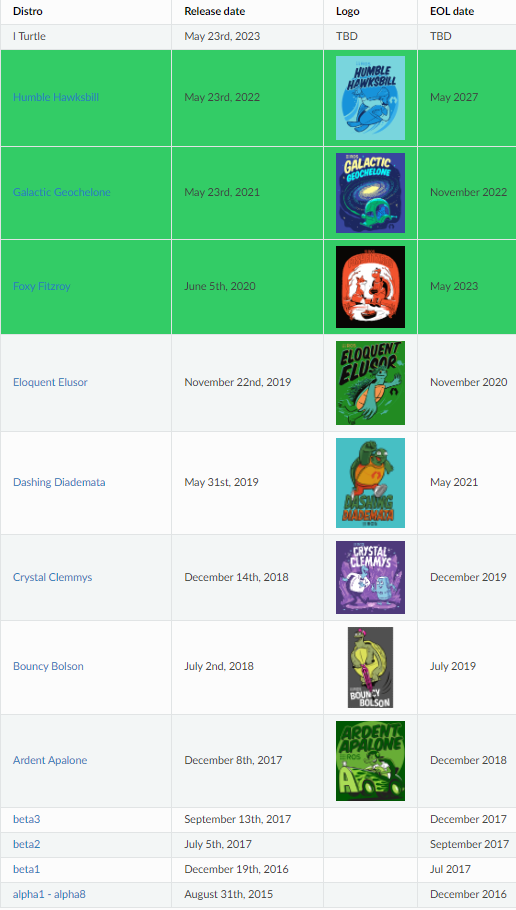 Distro Release date Logo EOL date
I Turtle May 23rd, 2023 TBD TBD
HUMBLE
HAWKSBILL
Humble Hawksbill May 23rd, 2022 May 2027
GALACTIC
GEOCHELONE
Galactic Geochelone May 23rd, 2021 November 2022
Foxy Fitzroy June 5th, 2020 May 2023
ELOQUENT
ELUSOR
Eloquent Elusor November 22nd, 2019 November 2020
Dashing Diademata May 31st, 2019 May 2021
DASHING
DIADEMATA
CRYSTAL
CLEMMYS
Crystal Clemmys December 14th, 2018 December 2019
Bouncy Bolson July 2nd, 2018 July 2019
BOUNCY
BOLSON
ARDENT
APALONE
ROS
Ardent Apalone December 8th, 2017 December 2018
beta3 September 13th, 2017 December 2017
beta2 July 5th, 2017 September 2017
beta1 December 19th, 2016 Jul 2017
alpha1 - alpha8 August 31th, 2015 December 2016